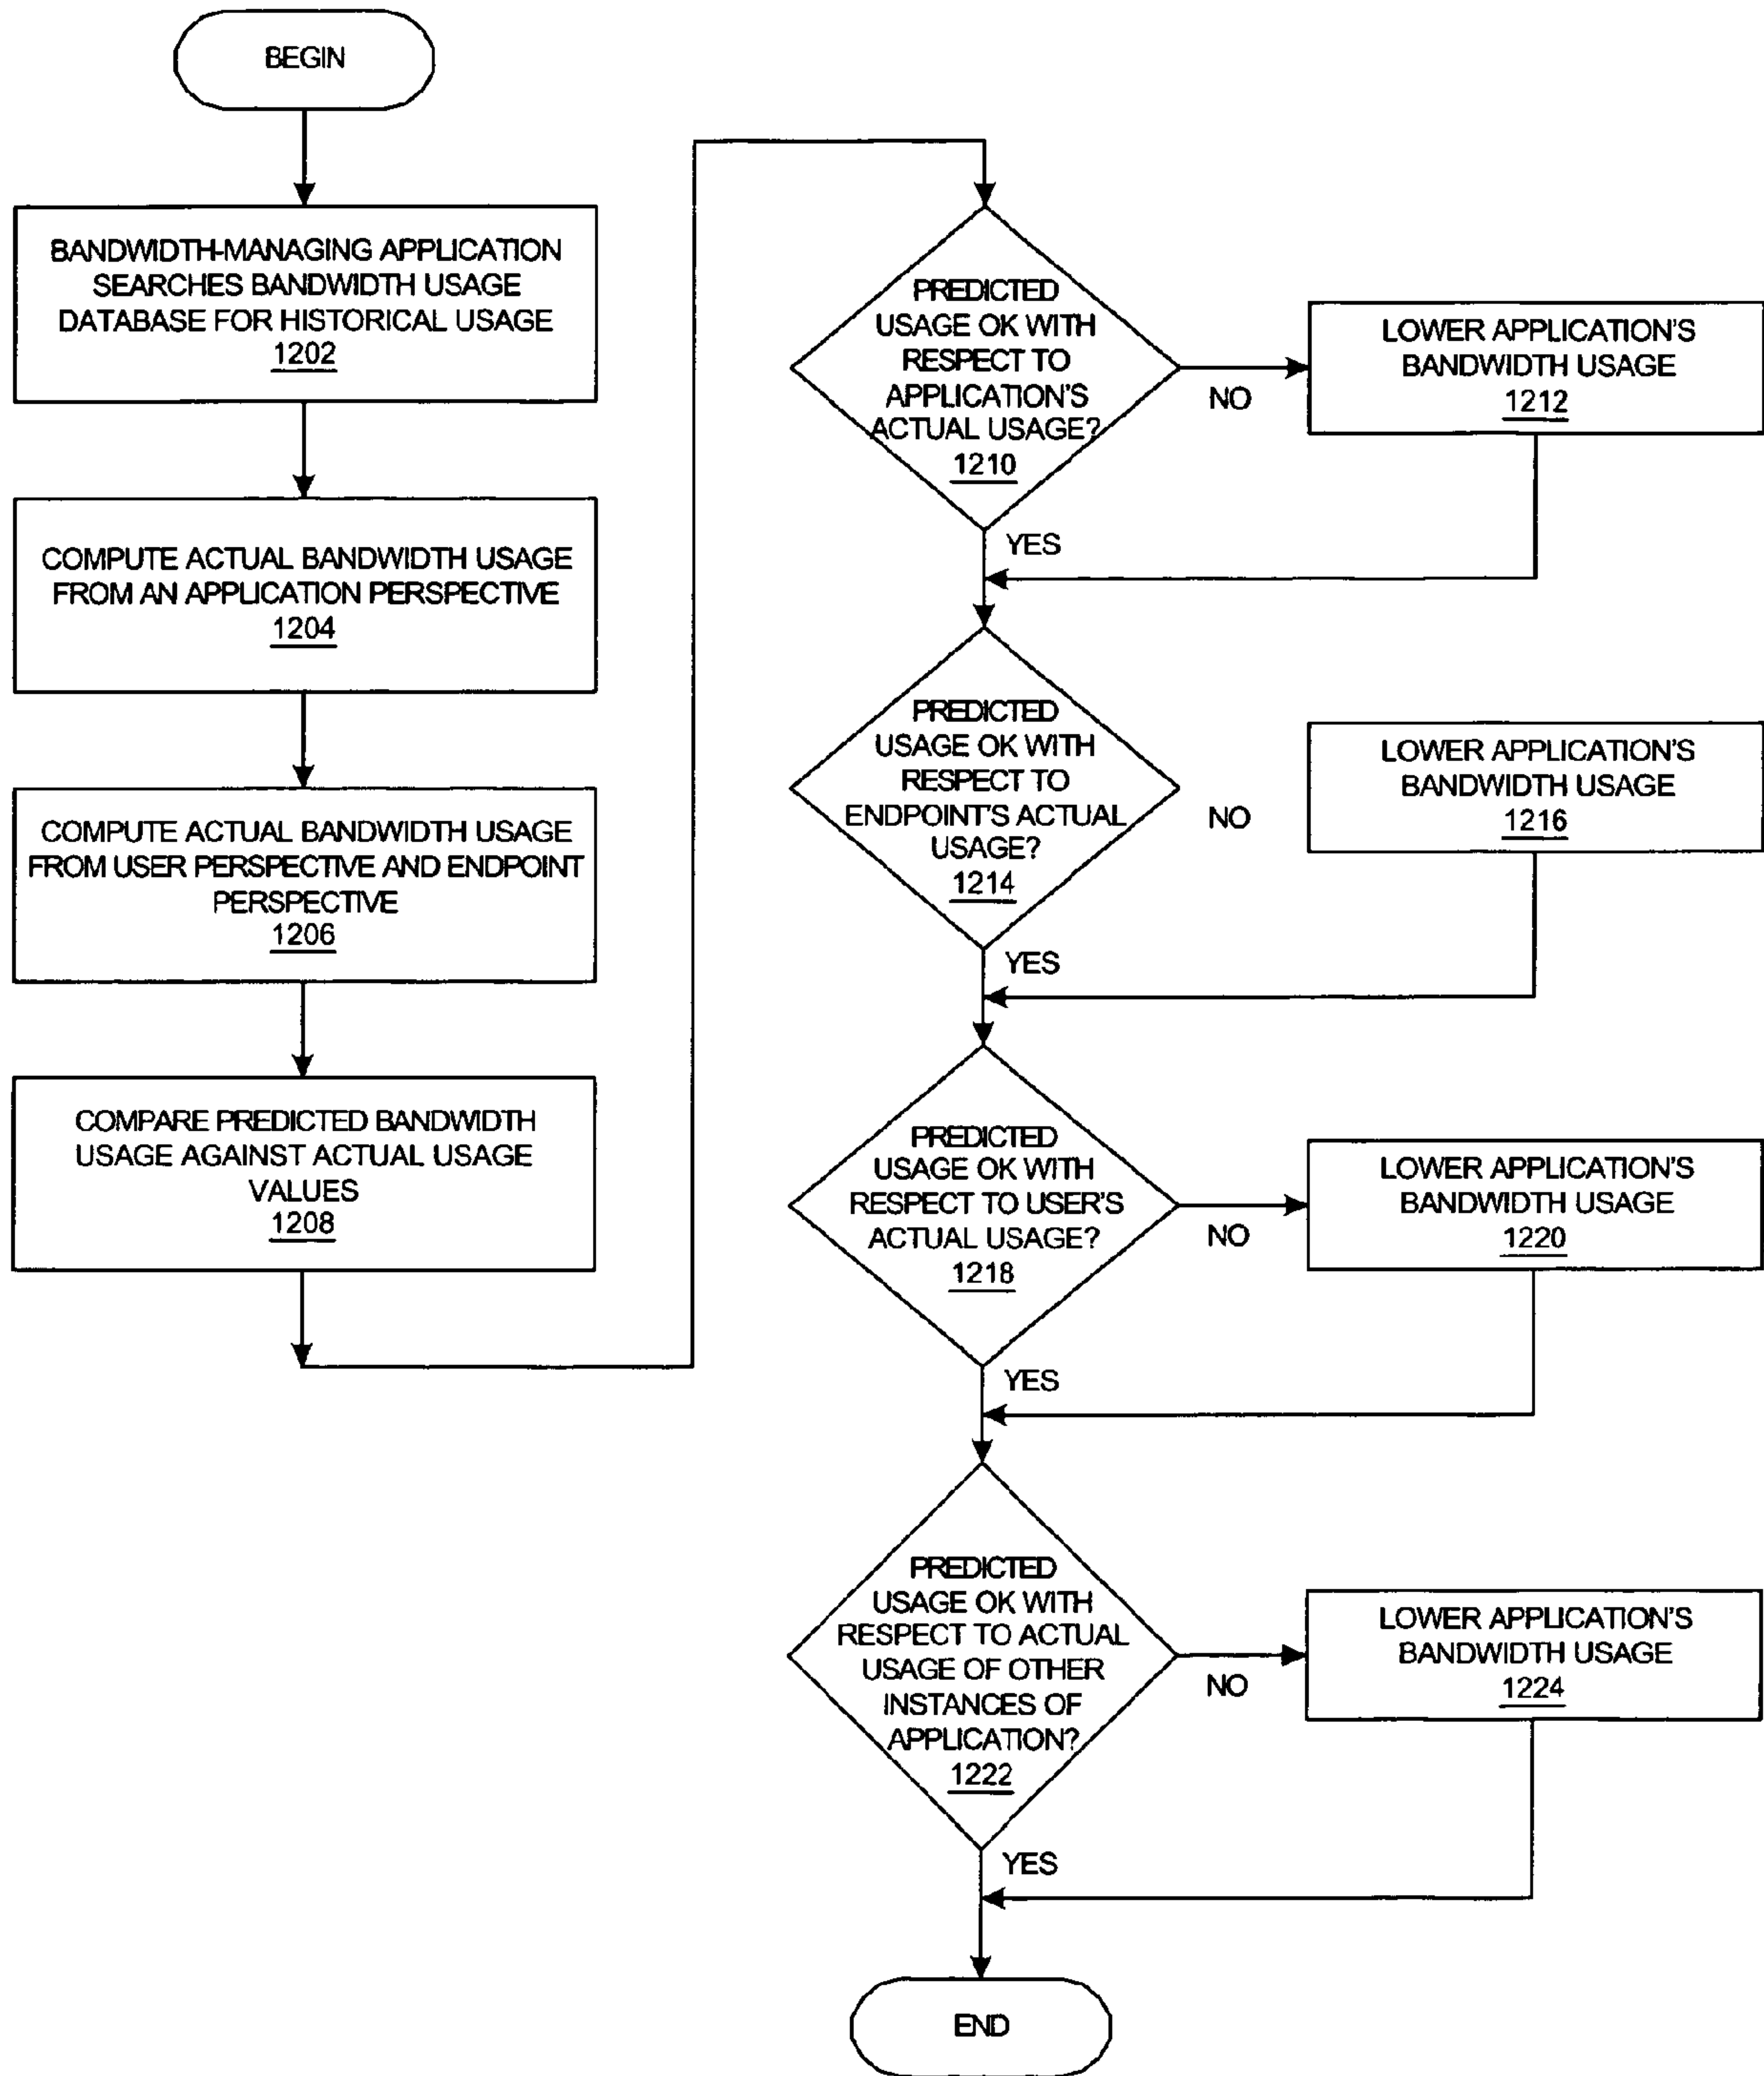 BEGIN
BANDWIDTH-MANAGING APPLICATION
SEARCHES BANDWIDTH USAGE
DATABASE FOR HISTORICAL USAGE
1202
COMPUTE ACTUAL BANDWIDTH USAGE
FROM AN APPLICATION PERSPECTIVE
1204
COMPUTE ACTUAL BANDWIDTH USAGE
FROM USER PERSPECTIVE AND ENDPOINT
PERSPECTIVE
1206
COMPARE PREDICTED BANDWIDTH
USAGE AGAINST ACTUAL USAGE
VALUES
1208
PREDICTED
USAGE OK WITH
RESPECT TO
APPLICATION'S
ACTUAL USAGE?
1210
NO
LOWER APPLICATION'S
BANDWIDTH USAGE
1212
YES
PREDICTED
USAGE OK WITH
RESPECT TO
ENDPOINT'S ACTUAL
USAGE?
1214
NO
LOWER APPLICATION'S
BANDWIDTH USAGE
1216
YES
PREDICTED
USAGE OK WITH
RESPECT TO USER'S
ACTUAL USAGE?
1218
NO
LOWER APPLICATION'S
BANDWIDTH USAGE
1220
YES
PREDICTED
USAGE OK WITH
RESPECT TO ACTUAL
USAGE OF OTHER
INSTANCES OF
APPLICATION?
1222
NO
LOWER APPLICATION'S
BANDWIDTH USAGE
1224
YES
END